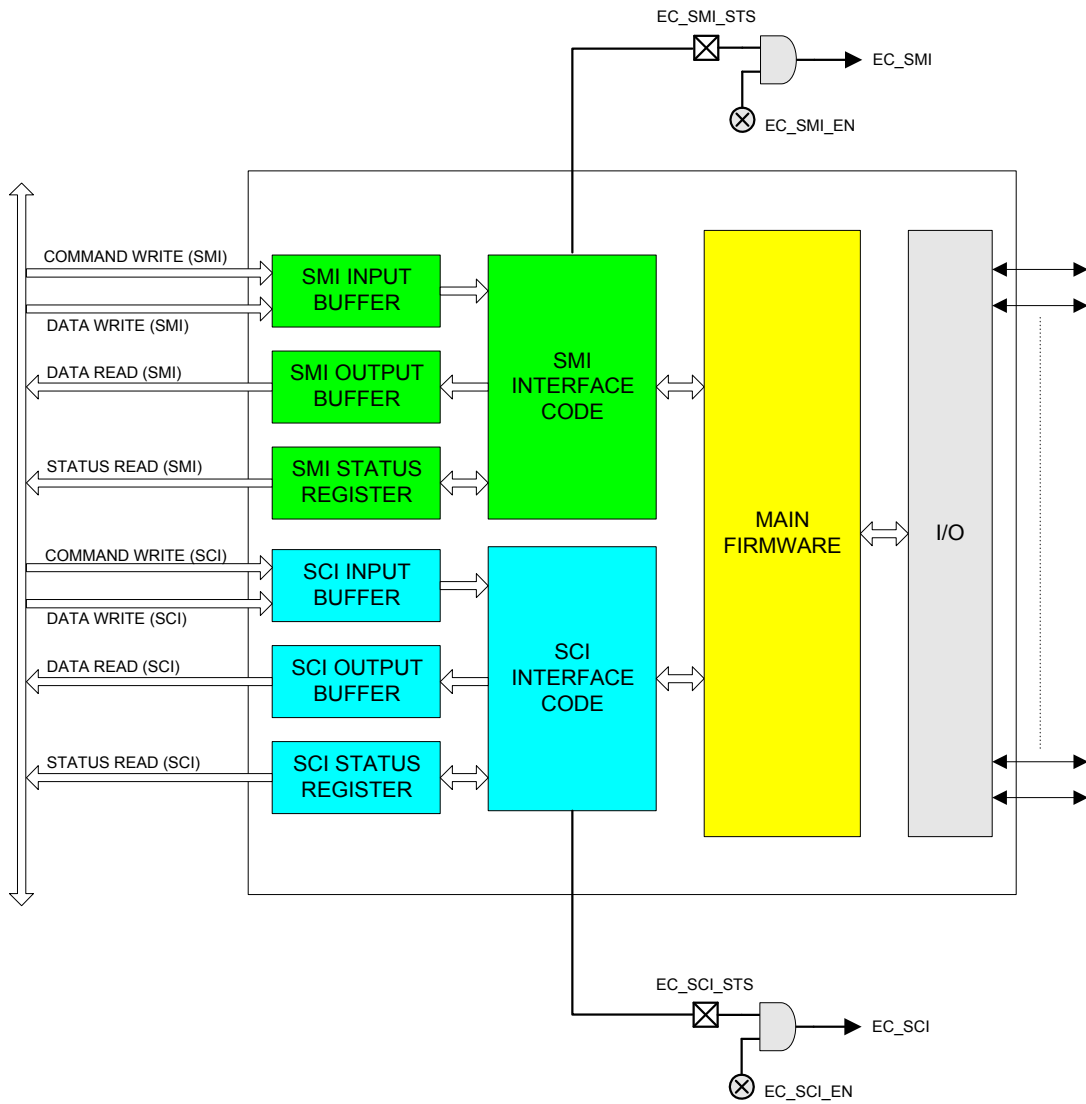 EC_SMI_STS
EC_SMI
EC_SMI_EN
COMMAND WRITE (SMI)
DATA WRITE (SMI)
DATA READ (SMI)
STATUS READ (SMI)
COMMAND WRITE (SCI)
DATA WRITE (SCI)
DATA READ (SCI)
STATUS READ (SCI)
SMI INPUT
BUFFER
SMI OUTPUT
BUFFER
SMI STATUS
REGISTER
SCI INPUT
BUFFER
SCI OUTPUT
BUFFER
SCI STATUS
REGISTER
SMI
INTERFACE
CODE
SCI
INTERFACE
CODE
MAIN
FIRMWARE
I/O
EC_SCI_STS
EC_SCI
EC_SCI_EN